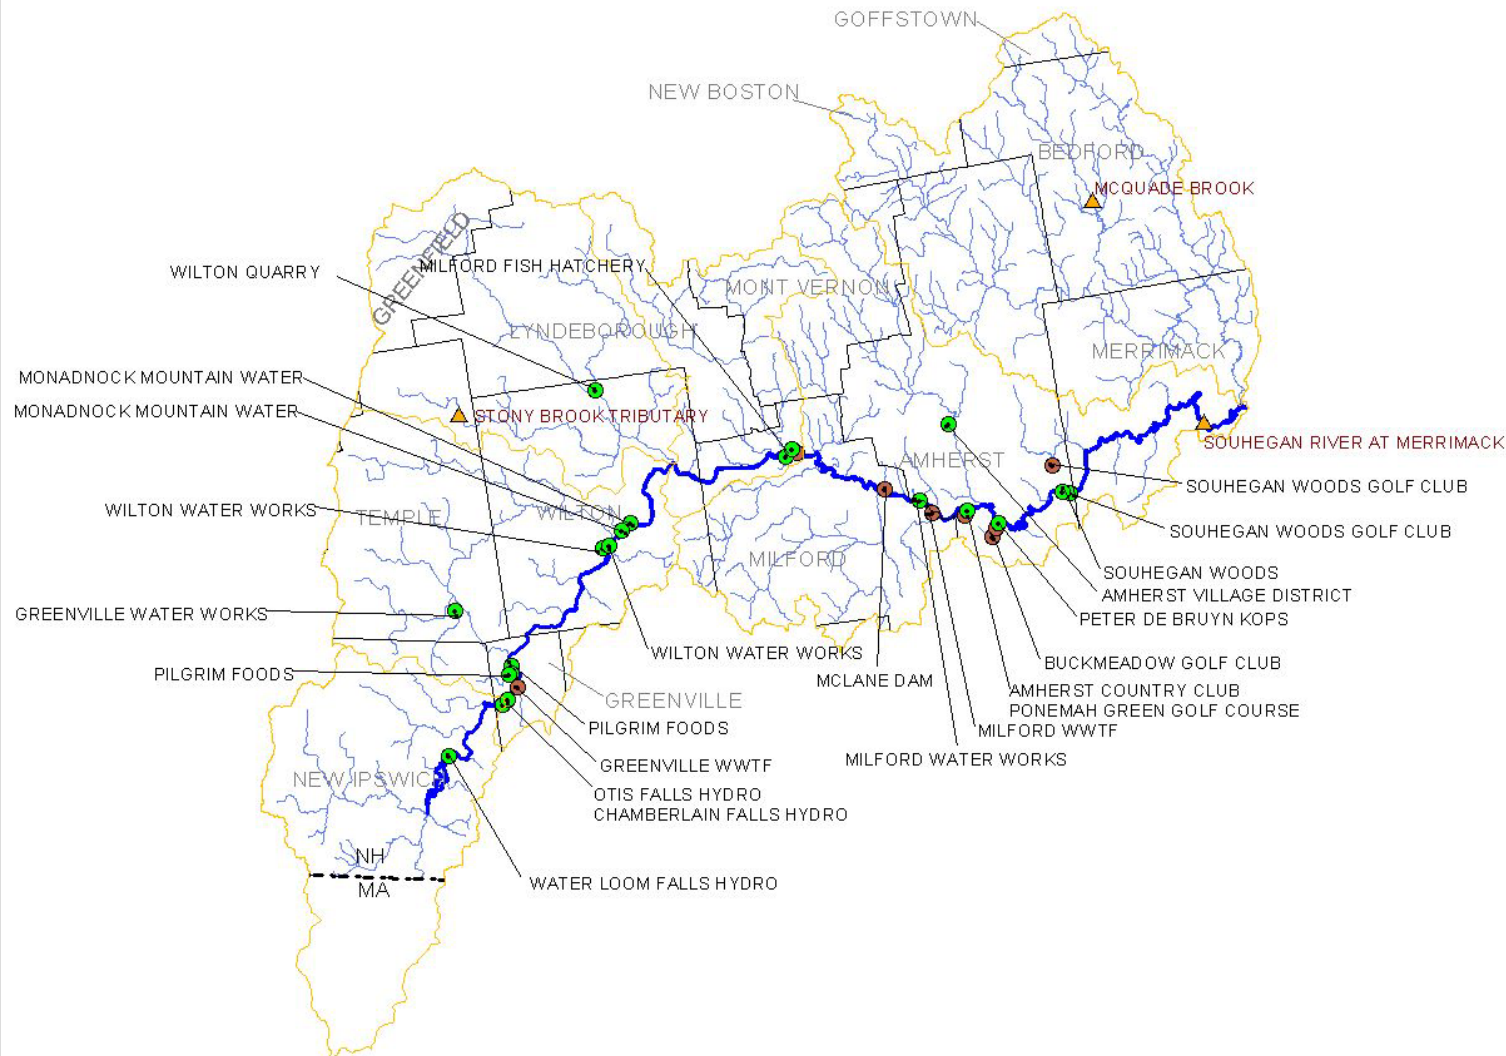 GOFFSTOWN
NEW BOSTON
BEDFORD
MCQUADE BROOK
GREENFIELD
WILTON QUARRY
MILFORD FISH HATCHERY
MONT VERNON
LYNDEBOROUGH
MERRIMACK
MONADNOCK MOUNTAIN WATER
MONADNOCK MOUNTAIN WATER
STONY BROOK TRIBUTARY
SOUHEGAN RIVER AT MERRIMACK
AMHERST
SOUHEGAN WOODS GOLF CLUB
WILTON WATER WORKS
TEMPLE
WILTON
SOUHEGAN WOODS GOLF CLUB
MILFORD
SOUHEGAN WOODS
AMHERST VILLAGE DISTRICT
GREENVILLE WATER WORKS
PETER DE BRUYN KOPS
WILTON WATER WORKS
BUCKMEADOW GOLF CLUB
PILGRIM FOODS
MCLANE DAM
AMHERST COUNTRY CLUB
PONEMAH GREEN GOLF COURSE
GREENVILLE
PILGRIM FOODS
MILFORD WWTF
MILFORD WATER WORKS
GREENVILLE WWTF
NEW IPSWICH
OTIS FALLS HYDRO
CHAMBERLAIN FALLS HYDRO
NH
MA
WATER LOOM FALLS HYDRO